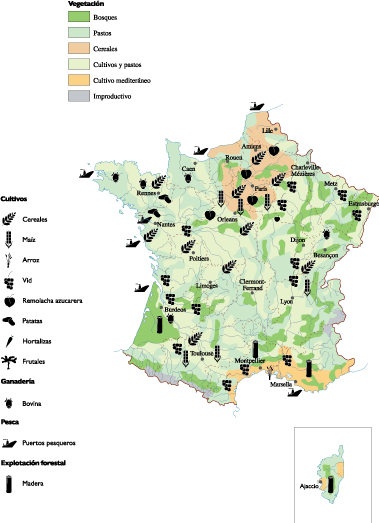 Vegetación
Bosques
Pastos
Cereales
Cultivos y pastos
Cultivo mediteráneo
Improductivo
Cultivos
Cereales
Maíz
Arroz
Vid
Remolacha azucarera
Patatas
Hortalizas
Frutales
Ganadería
Bovina
Pesca
Puertos pesqueros
Explotación forestal
Madera
Lille
Amiens
Rouen
Caen
Charleville
Mézières
Metz
Estrasburgo
París
Rennes
Orleans
Nantes
Dijon
Besançon
Poitiers
Limoges
Clermont-
Ferrand
Lyon
Burdeos
Toulouse
Montpellier
Marsella
Ajaccio